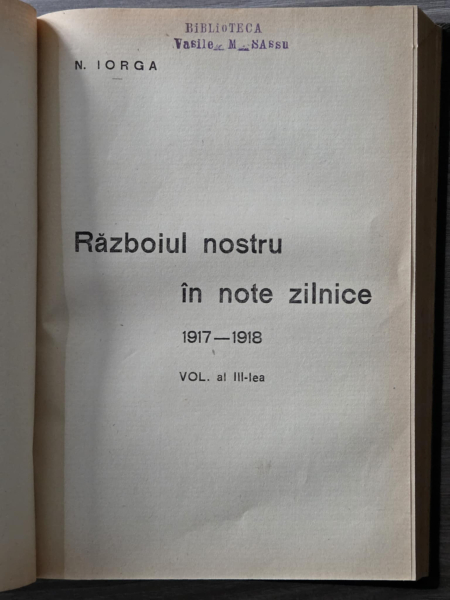 BIBLIOTECA
Vasile M SAssu
N. IORGA
Războiul nostru
în note zilnice
1917—1918
VOL. al III-lea